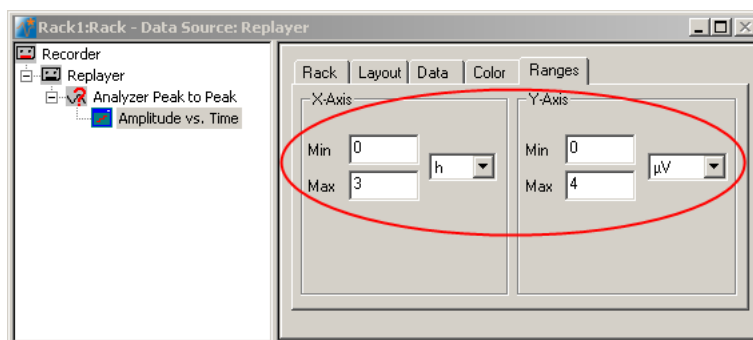 Rack1:Rack - Data Source: Replayer
Recorder
Replayer
Analyzer Peak to Peak
Amplitude vs. Time
Rack Layout Data Color Ranges
X-Axis
Min 0
Max 3
h
Y-Axis
Min 0
Max 4
µV